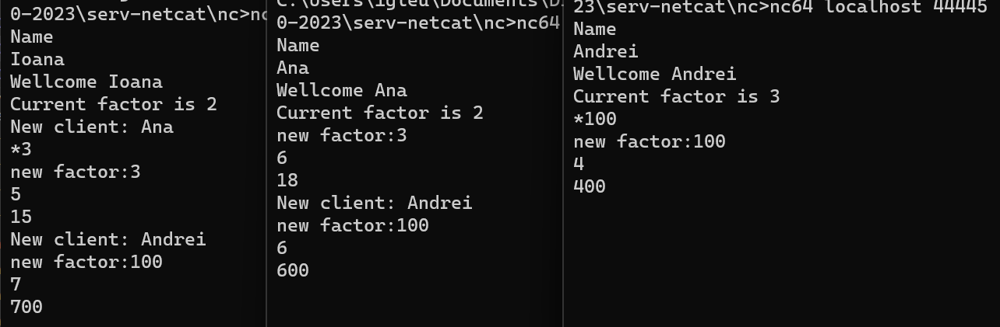 0-2023\serv-netcat\nc>nc
Name
Ioana
Wellcome Ioana
Current factor is 2
New client: Ana
*3
new factor:3
5
15
New client: Andrei
new factor:100
7
700
C:\Users\igleu\Documents\D
0-2023\serv-netcat\nc>nc64
Name
Ana
Wellcome Ana
Current factor is 2
new factor:3
6
18
New client: Andrei
new factor:100
6
600
23\serv-netcat\nc>nc64 localhost 44445
Name
Andrei
Wellcome Andrei
Current factor is 3
*100
new factor:100
4
400